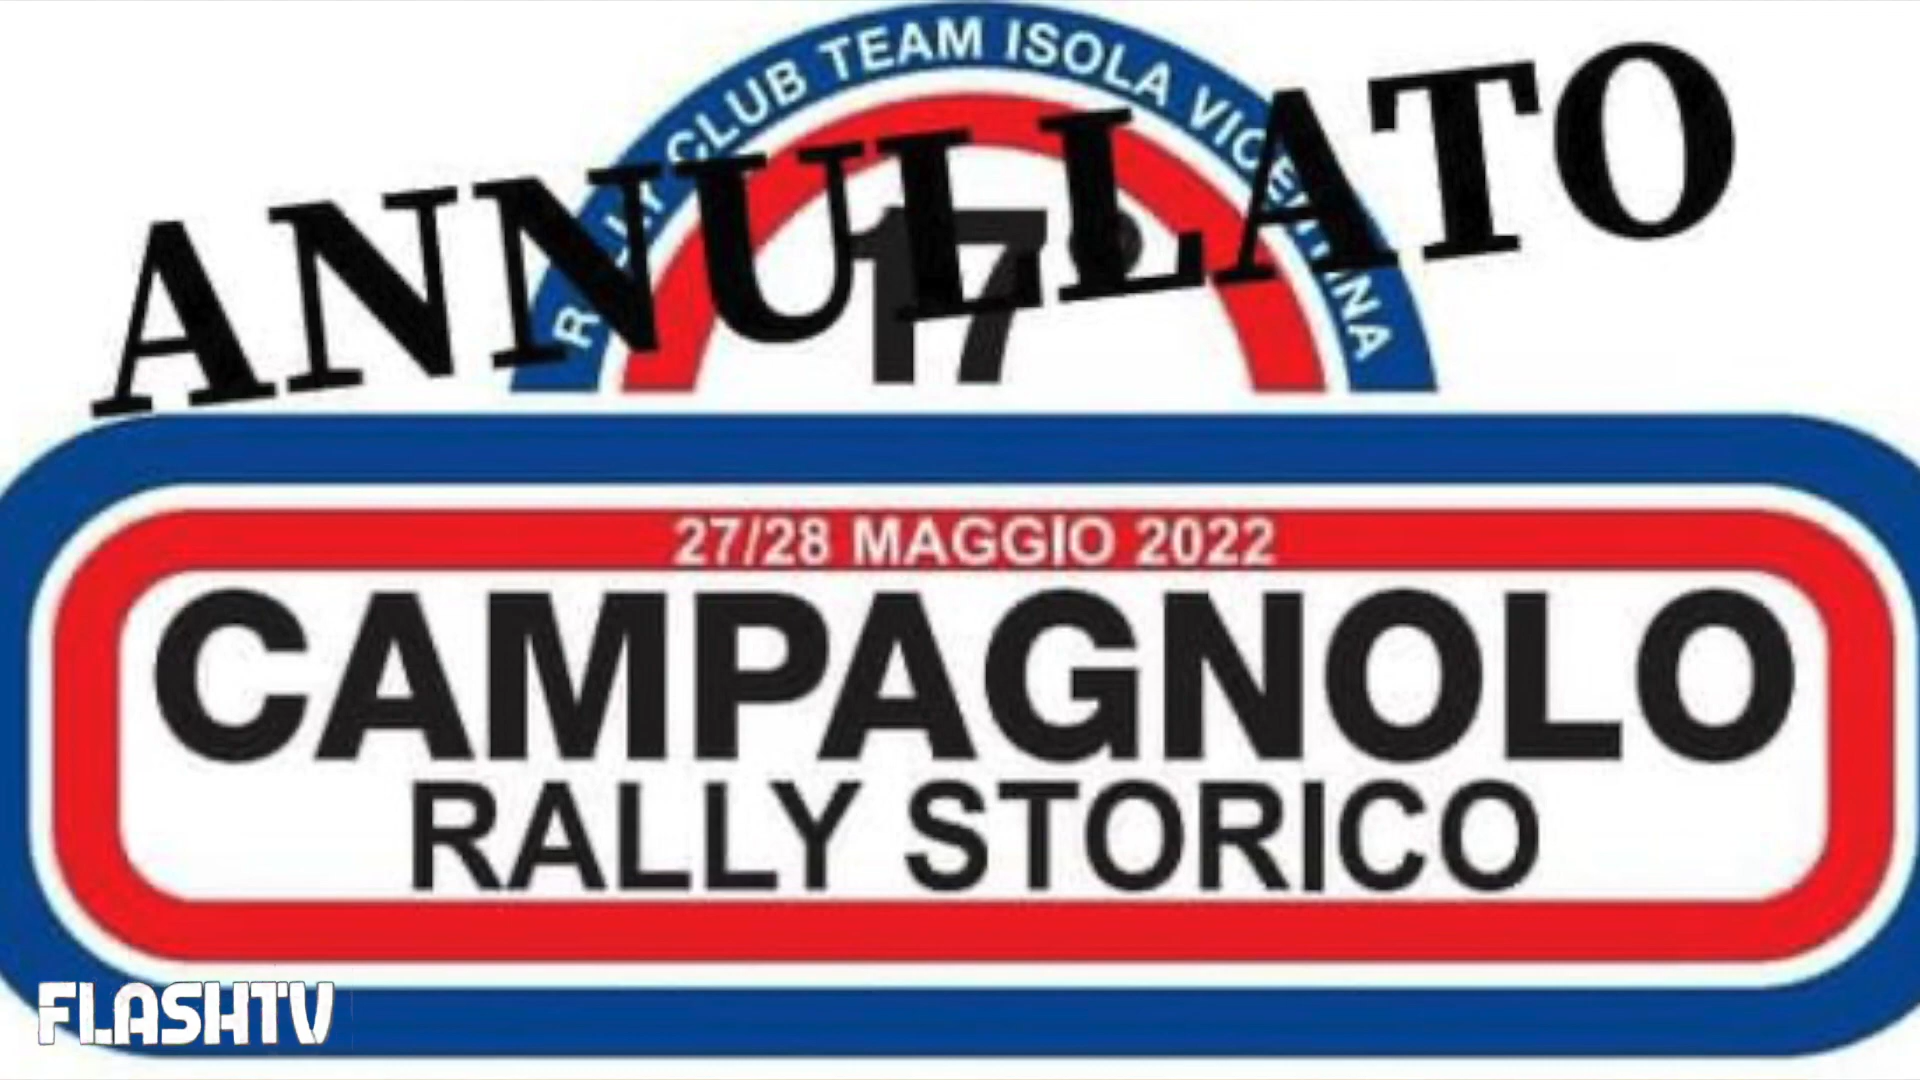 RALLY CLUB TEAM ISOLA VICENTINA
ANNULLATO
17°
27/28 MAGGIO 2022
CAMPAGNOLO
RALLY STORICO
FLASHTV